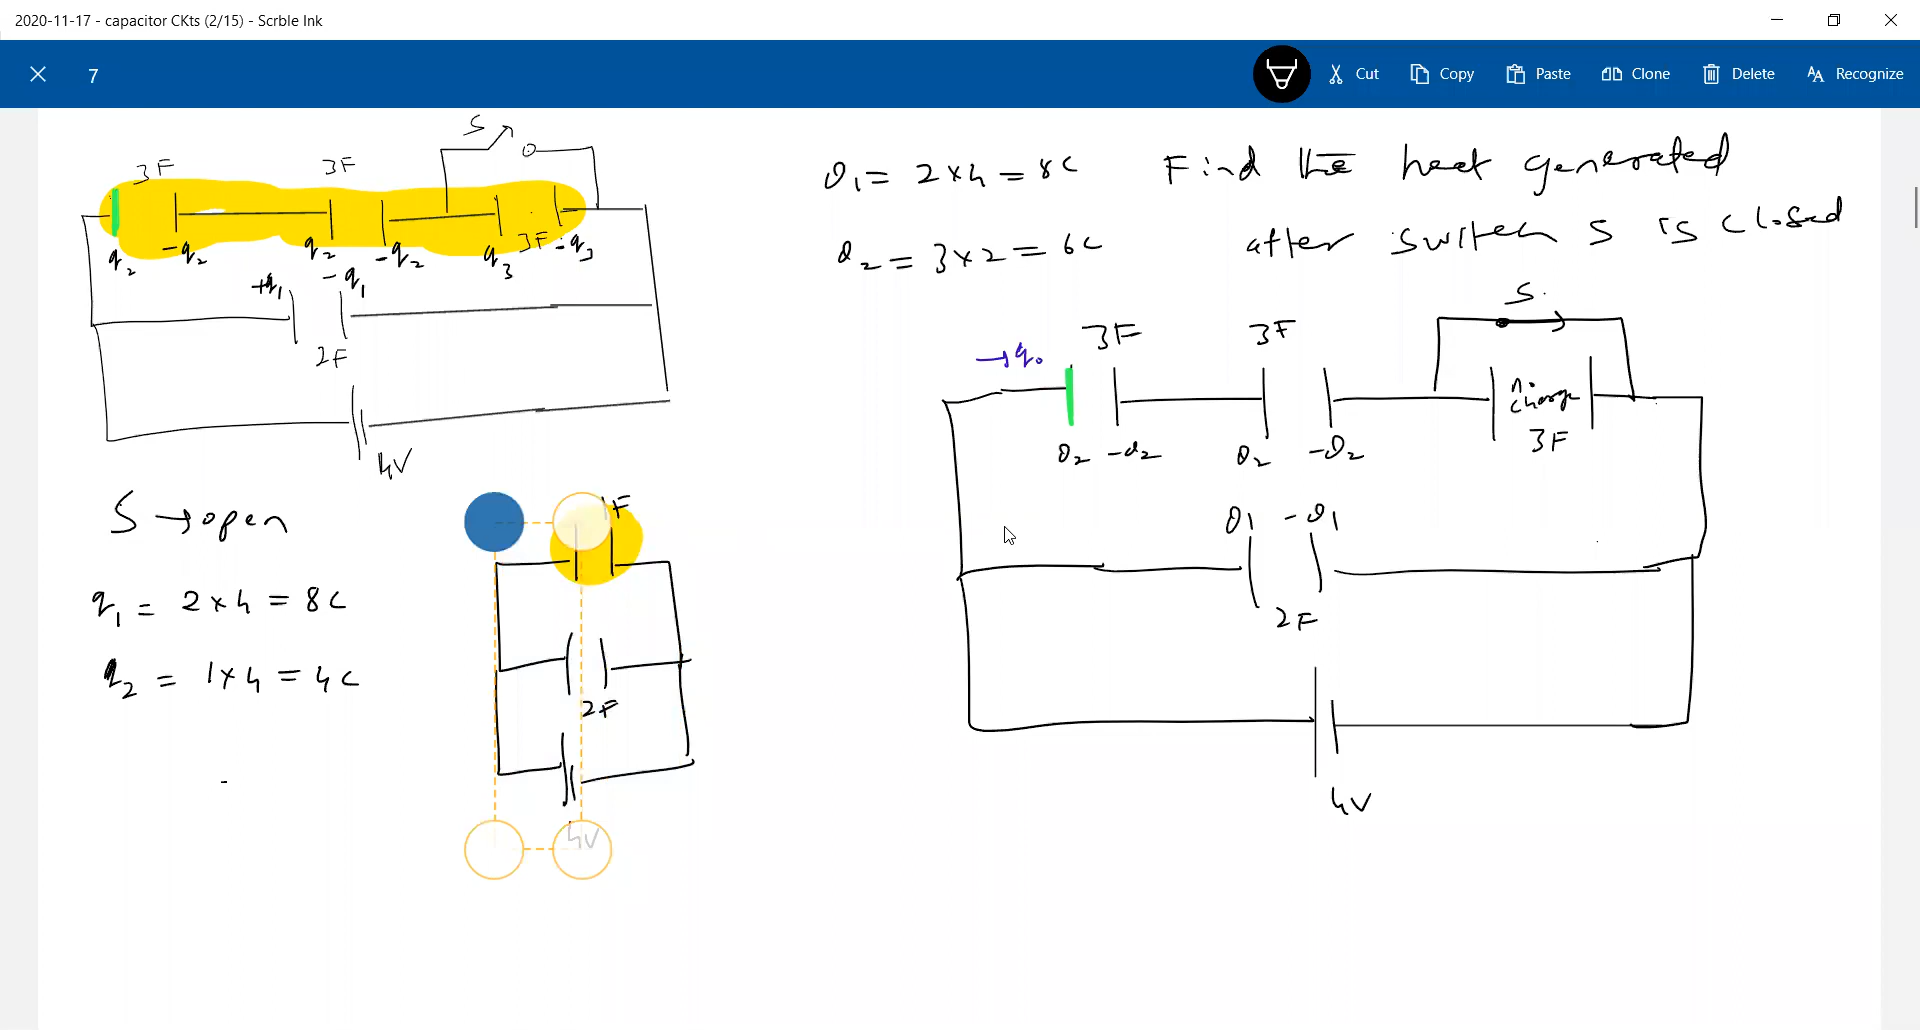 2020-11-17 - capacitor CKts (2/15) - Scrble Ink
7
Cut
Copy
Paste
Clone
Delete
Recognize
S
3F
3F
q2
-q2
q2
-q2
q3
3F
-q3
+q1
-q1
2F
4V
S → open
q1 = 2 x 4 = 8C
q2 = 1 x 4 = 4C
1F
2F
4V
Q1 = 2 x 4 = 8C
Q2 = 3 x 2 = 6C
Find the heat generated
after switch S is closed
S
→ q0
3F
3F
no charge
3F
Q2
-Q2
Q2
-Q2
Q1
-Q1
2F
4V